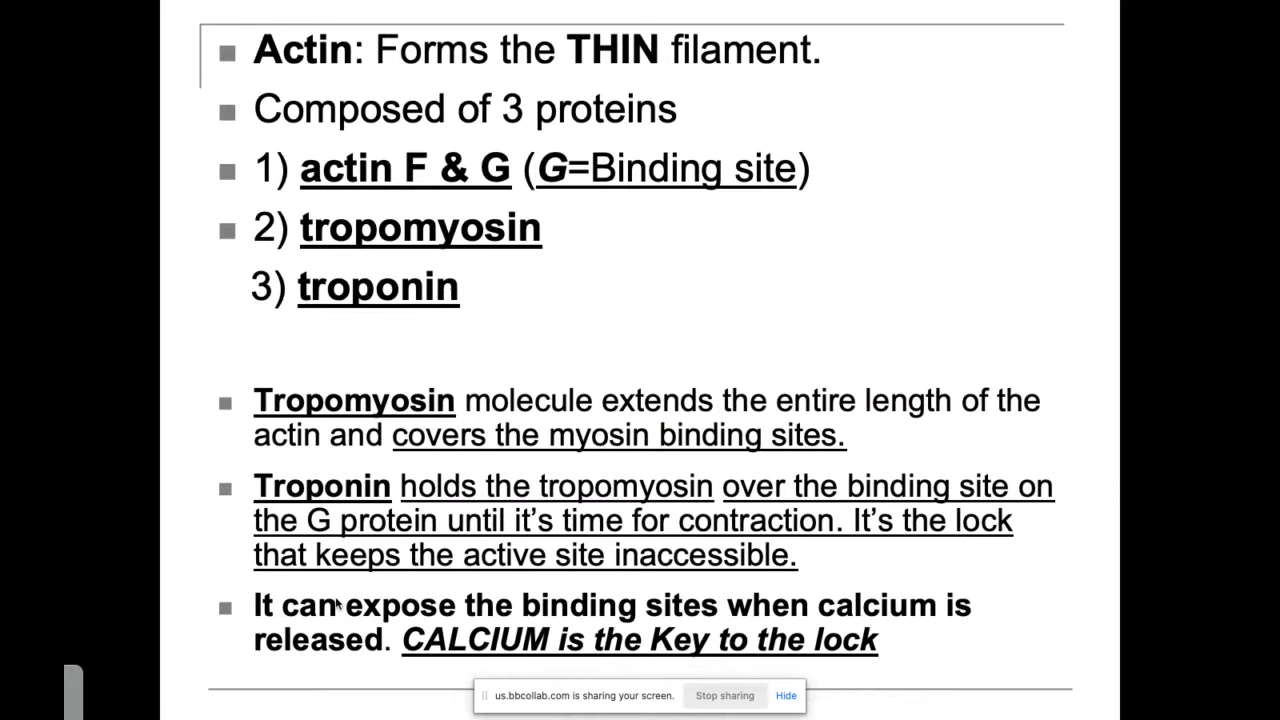 Actin: Forms the THIN filament.
Composed of 3 proteins
1) actin F & G (G=Binding site)
2) tropomyosin
3) troponin
Tropomyosin molecule extends the entire length of the
actin and covers the myosin binding sites.
Troponin holds the tropomyosin over the binding site on
the G protein until it's time for contraction. It's the lock
that keeps the active site inaccessible.
It can expose the binding sites when calcium is
released. CALCIUM is the Key to the lock
us.bbcollab.com is sharing your screen. Stop sharing Hide